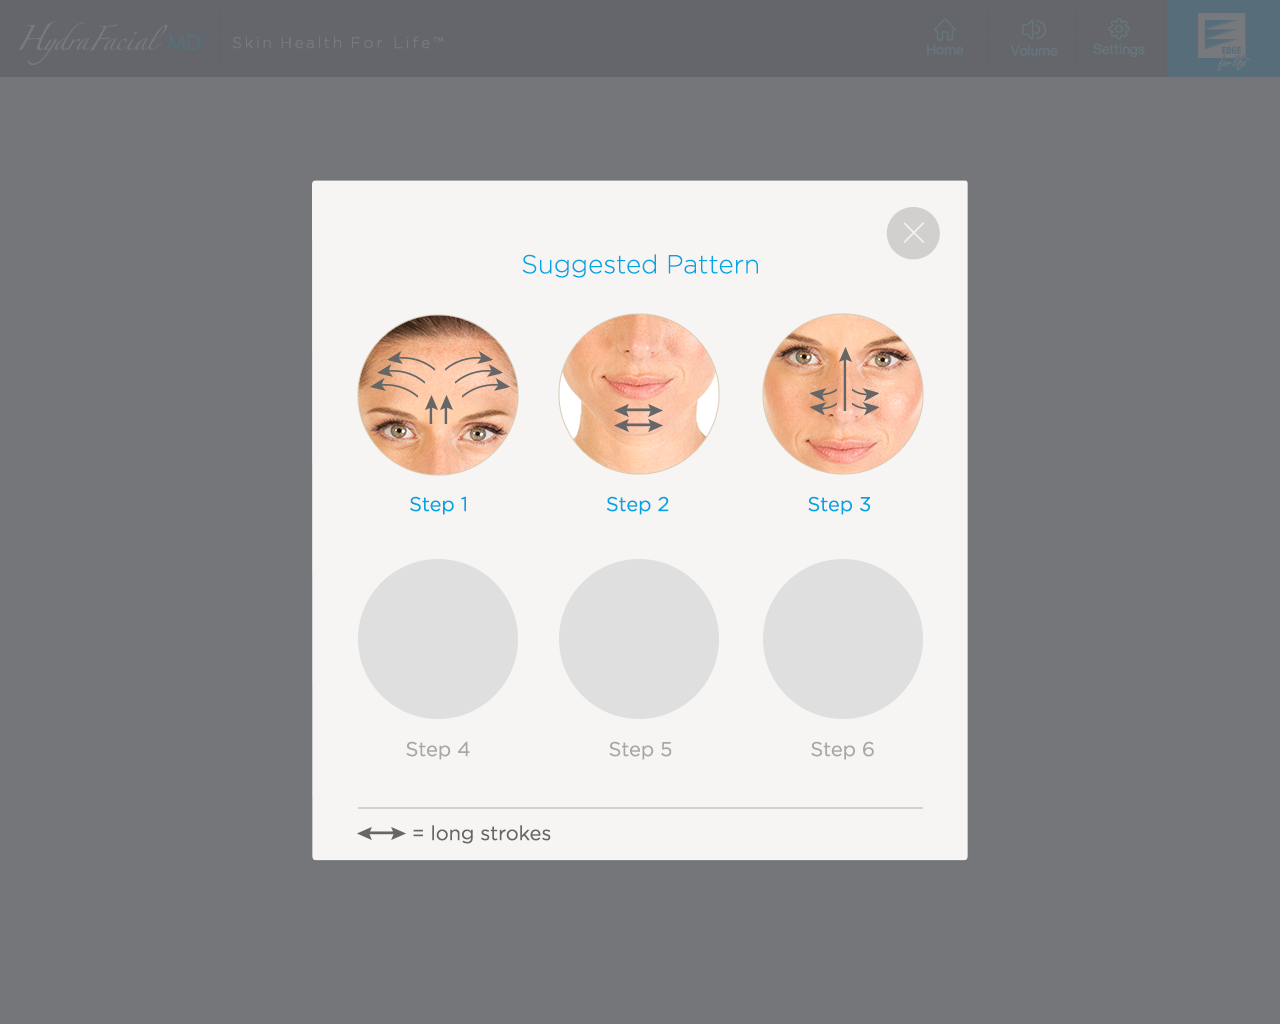 HydraFacial MD
Skin Health For Life™
Home
Volume
Settings
EDGE
for life
Suggested Pattern
Step 1
Step 2
Step 3
Step 4
Step 5
Step 6
= long strokes